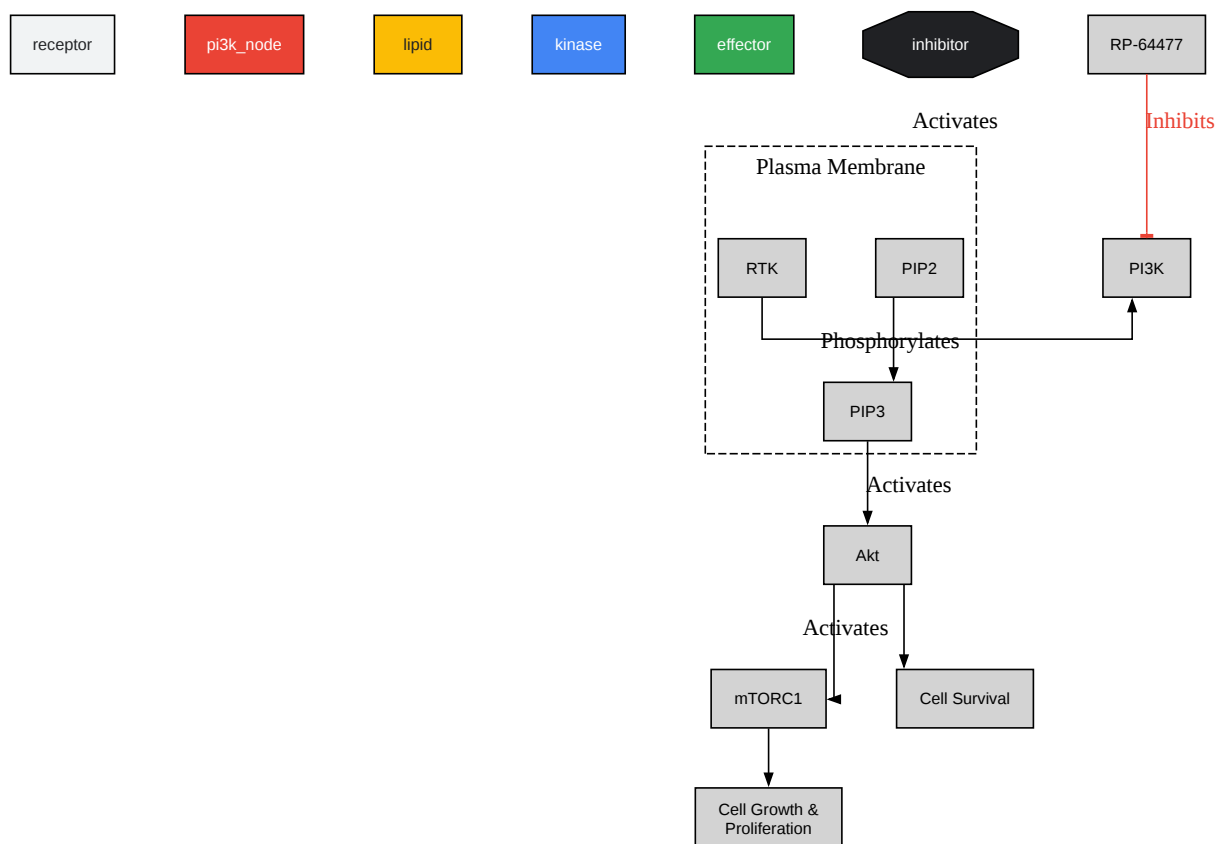 receptor
pi3k_node
lipid
kinase
effector
inhibitor
RP-64477
Activates
Inhibits
Plasma Membrane
RTK
PIP2
PI3K
Phosphorylates
PIP3
Activates
Akt
Activates
mTORC1
Cell Survival
Cell Growth &
Proliferation